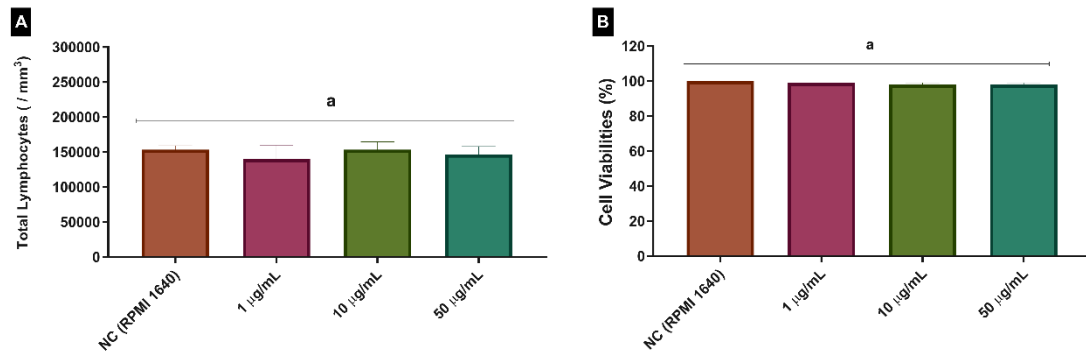 A
Total Lymphocytes ( / mm³)
300000
250000
200000
150000
100000
50000
0
a
NC (RPMI 1640)
1 µg/mL
10 µg/mL
50 µg/mL
B
Cell Viabilities (%)
120
100
80
60
40
20
0
a
NC (RPMI 1640)
1 µg/mL
10 µg/mL
50 µg/mL